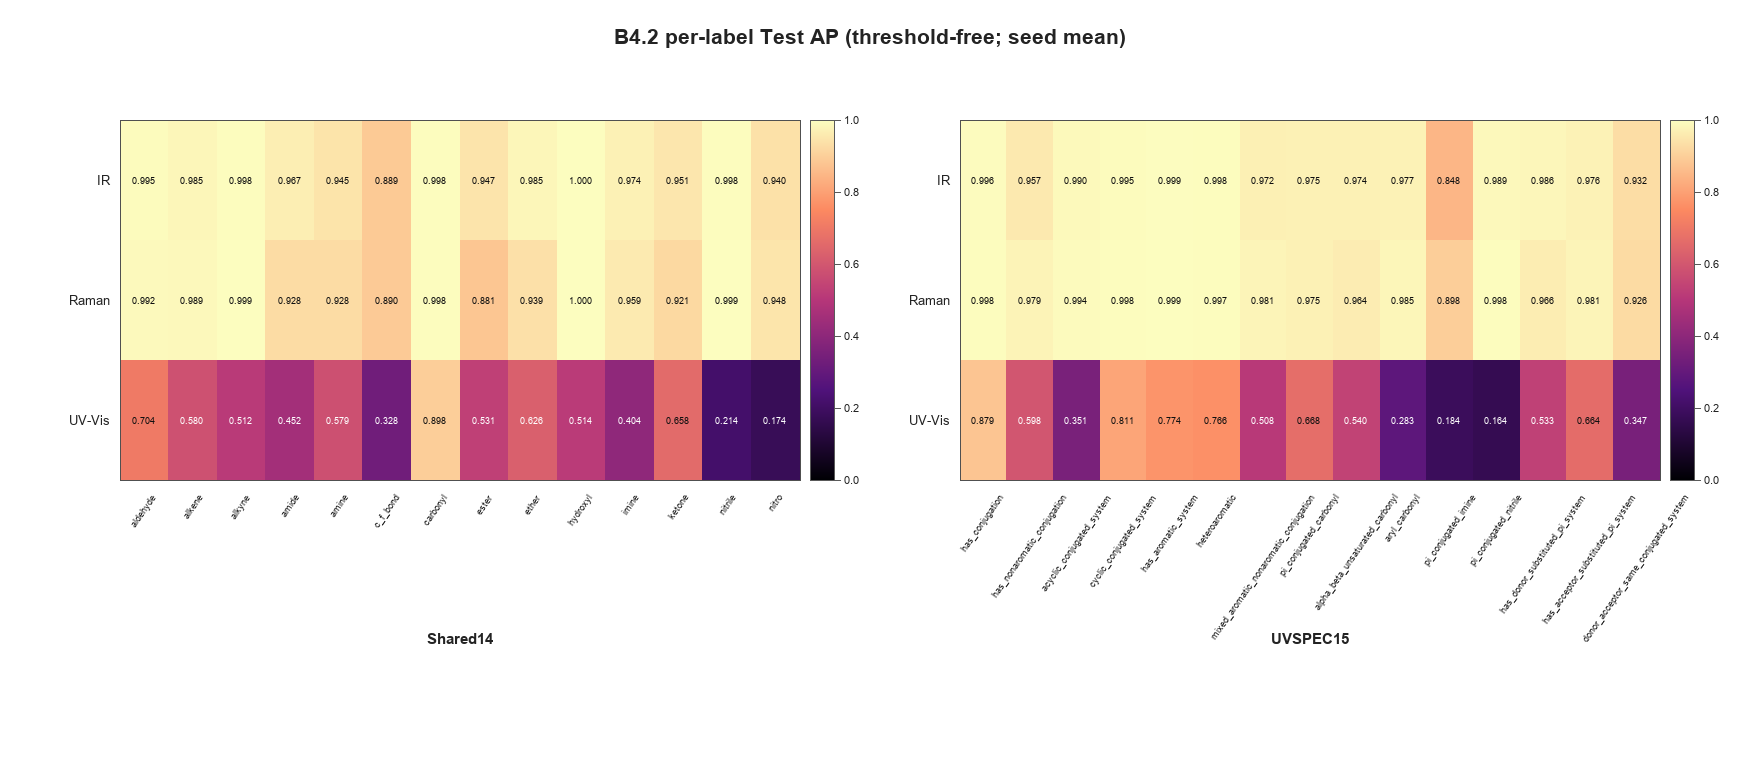 B4.2 per-label Test AP (threshold-free; seed mean)
IR 0.995 0.985 0.998 0.967 0.945 0.889 0.998 0.947 0.985 1.000 0.974 0.951 0.998 0.940
Raman 0.992 0.989 0.999 0.928 0.928 0.890 0.998 0.881 0.939 1.000 0.959 0.921 0.999 0.948
UV-Vis 0.704 0.580 0.512 0.452 0.579 0.328 0.898 0.531 0.626 0.514 0.404 0.658 0.214 0.174
aldehyde alkene alkyne amide amine c_f_bond carbonyl ester ether hydroxyl imine ketone nitrile nitro
1.0
0.8
0.6
0.4
0.2
0.0
Shared14
IR 0.996 0.957 0.990 0.995 0.999 0.998 0.972 0.975 0.974 0.977 0.848 0.989 0.986 0.976 0.932
Raman 0.998 0.979 0.994 0.998 0.999 0.997 0.981 0.975 0.964 0.985 0.898 0.998 0.966 0.981 0.926
UV-Vis 0.879 0.598 0.351 0.811 0.774 0.766 0.508 0.668 0.540 0.283 0.184 0.164 0.533 0.664 0.347
has_conjugation has_nonaromatic_conjugation acyclic_conjugated_system cyclic_conjugated_system has_aromatic_system heteroaromatic mixed_aromatic_nonaromatic_conjugation pi_conjugated_carbonyl alpha_beta_unsaturated_carbonyl aryl_carbonyl pi_conjugated_imine pi_conjugated_nitrile has_donor_substituted_pi_system has_acceptor_substituted_pi_system donor_acceptor_same_conjugated_system
1.0
0.8
0.6
0.4
0.2
0.0
UVSPEC15